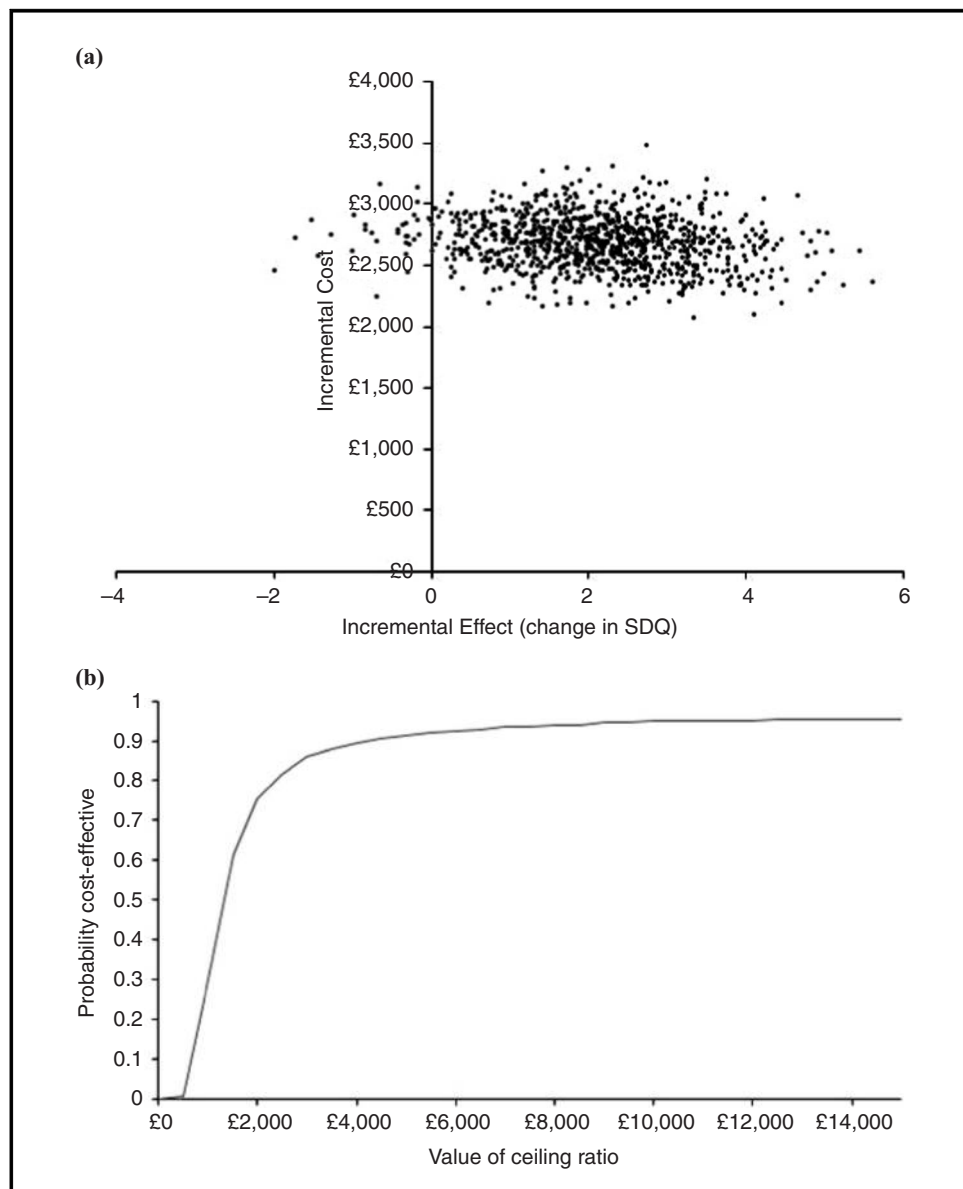 (a)
£4,000
£3,500
£3,000
£2,500
£2,000
£1,500
£1,000
£500
£0
Incremental Cost
–4 –2 0 2 4 6
Incremental Effect (change in SDQ)
(b)
1
0.9
0.8
0.7
0.6
0.5
0.4
0.3
0.2
0.1
0
Probability cost-effective
£0 £2,000 £4,000 £6,000 £8,000 £10,000 £12,000 £14,000
Value of ceiling ratio